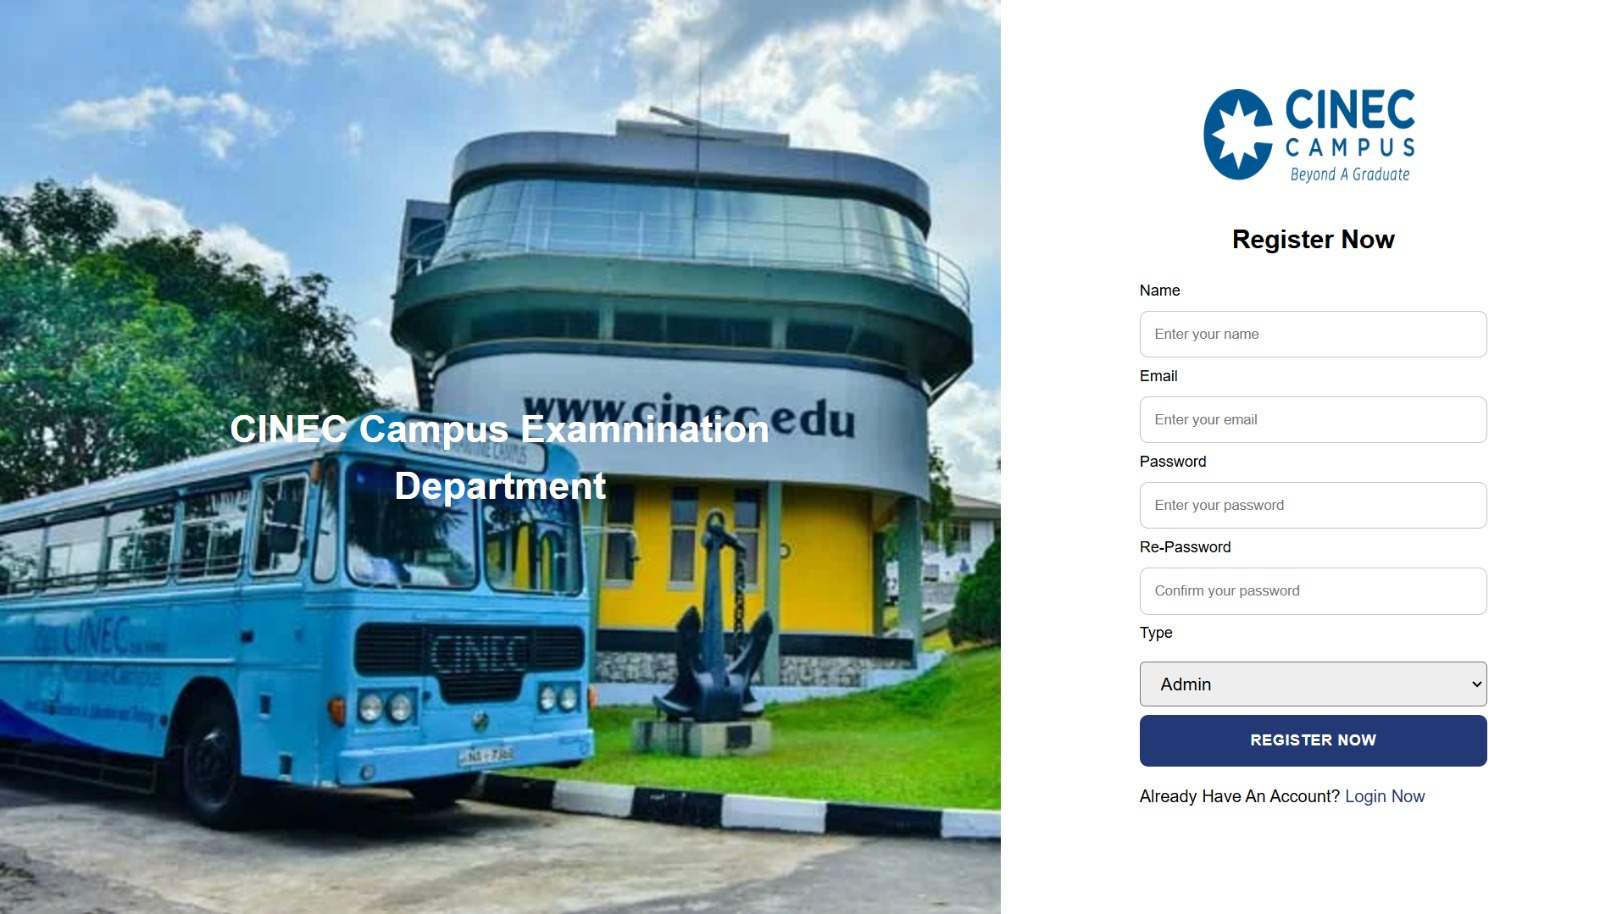 www.cinec.edu
CINEC Campus Examnination
Department
CINEC
CINEC
CINEC
CAMPUS
Beyond A Graduate
Register Now
Name
Enter your name
Email
Enter your email
Password
Enter your password
Re-Password
Confirm your password
Type
Admin
REGISTER NOW
Already Have An Account? Login Now